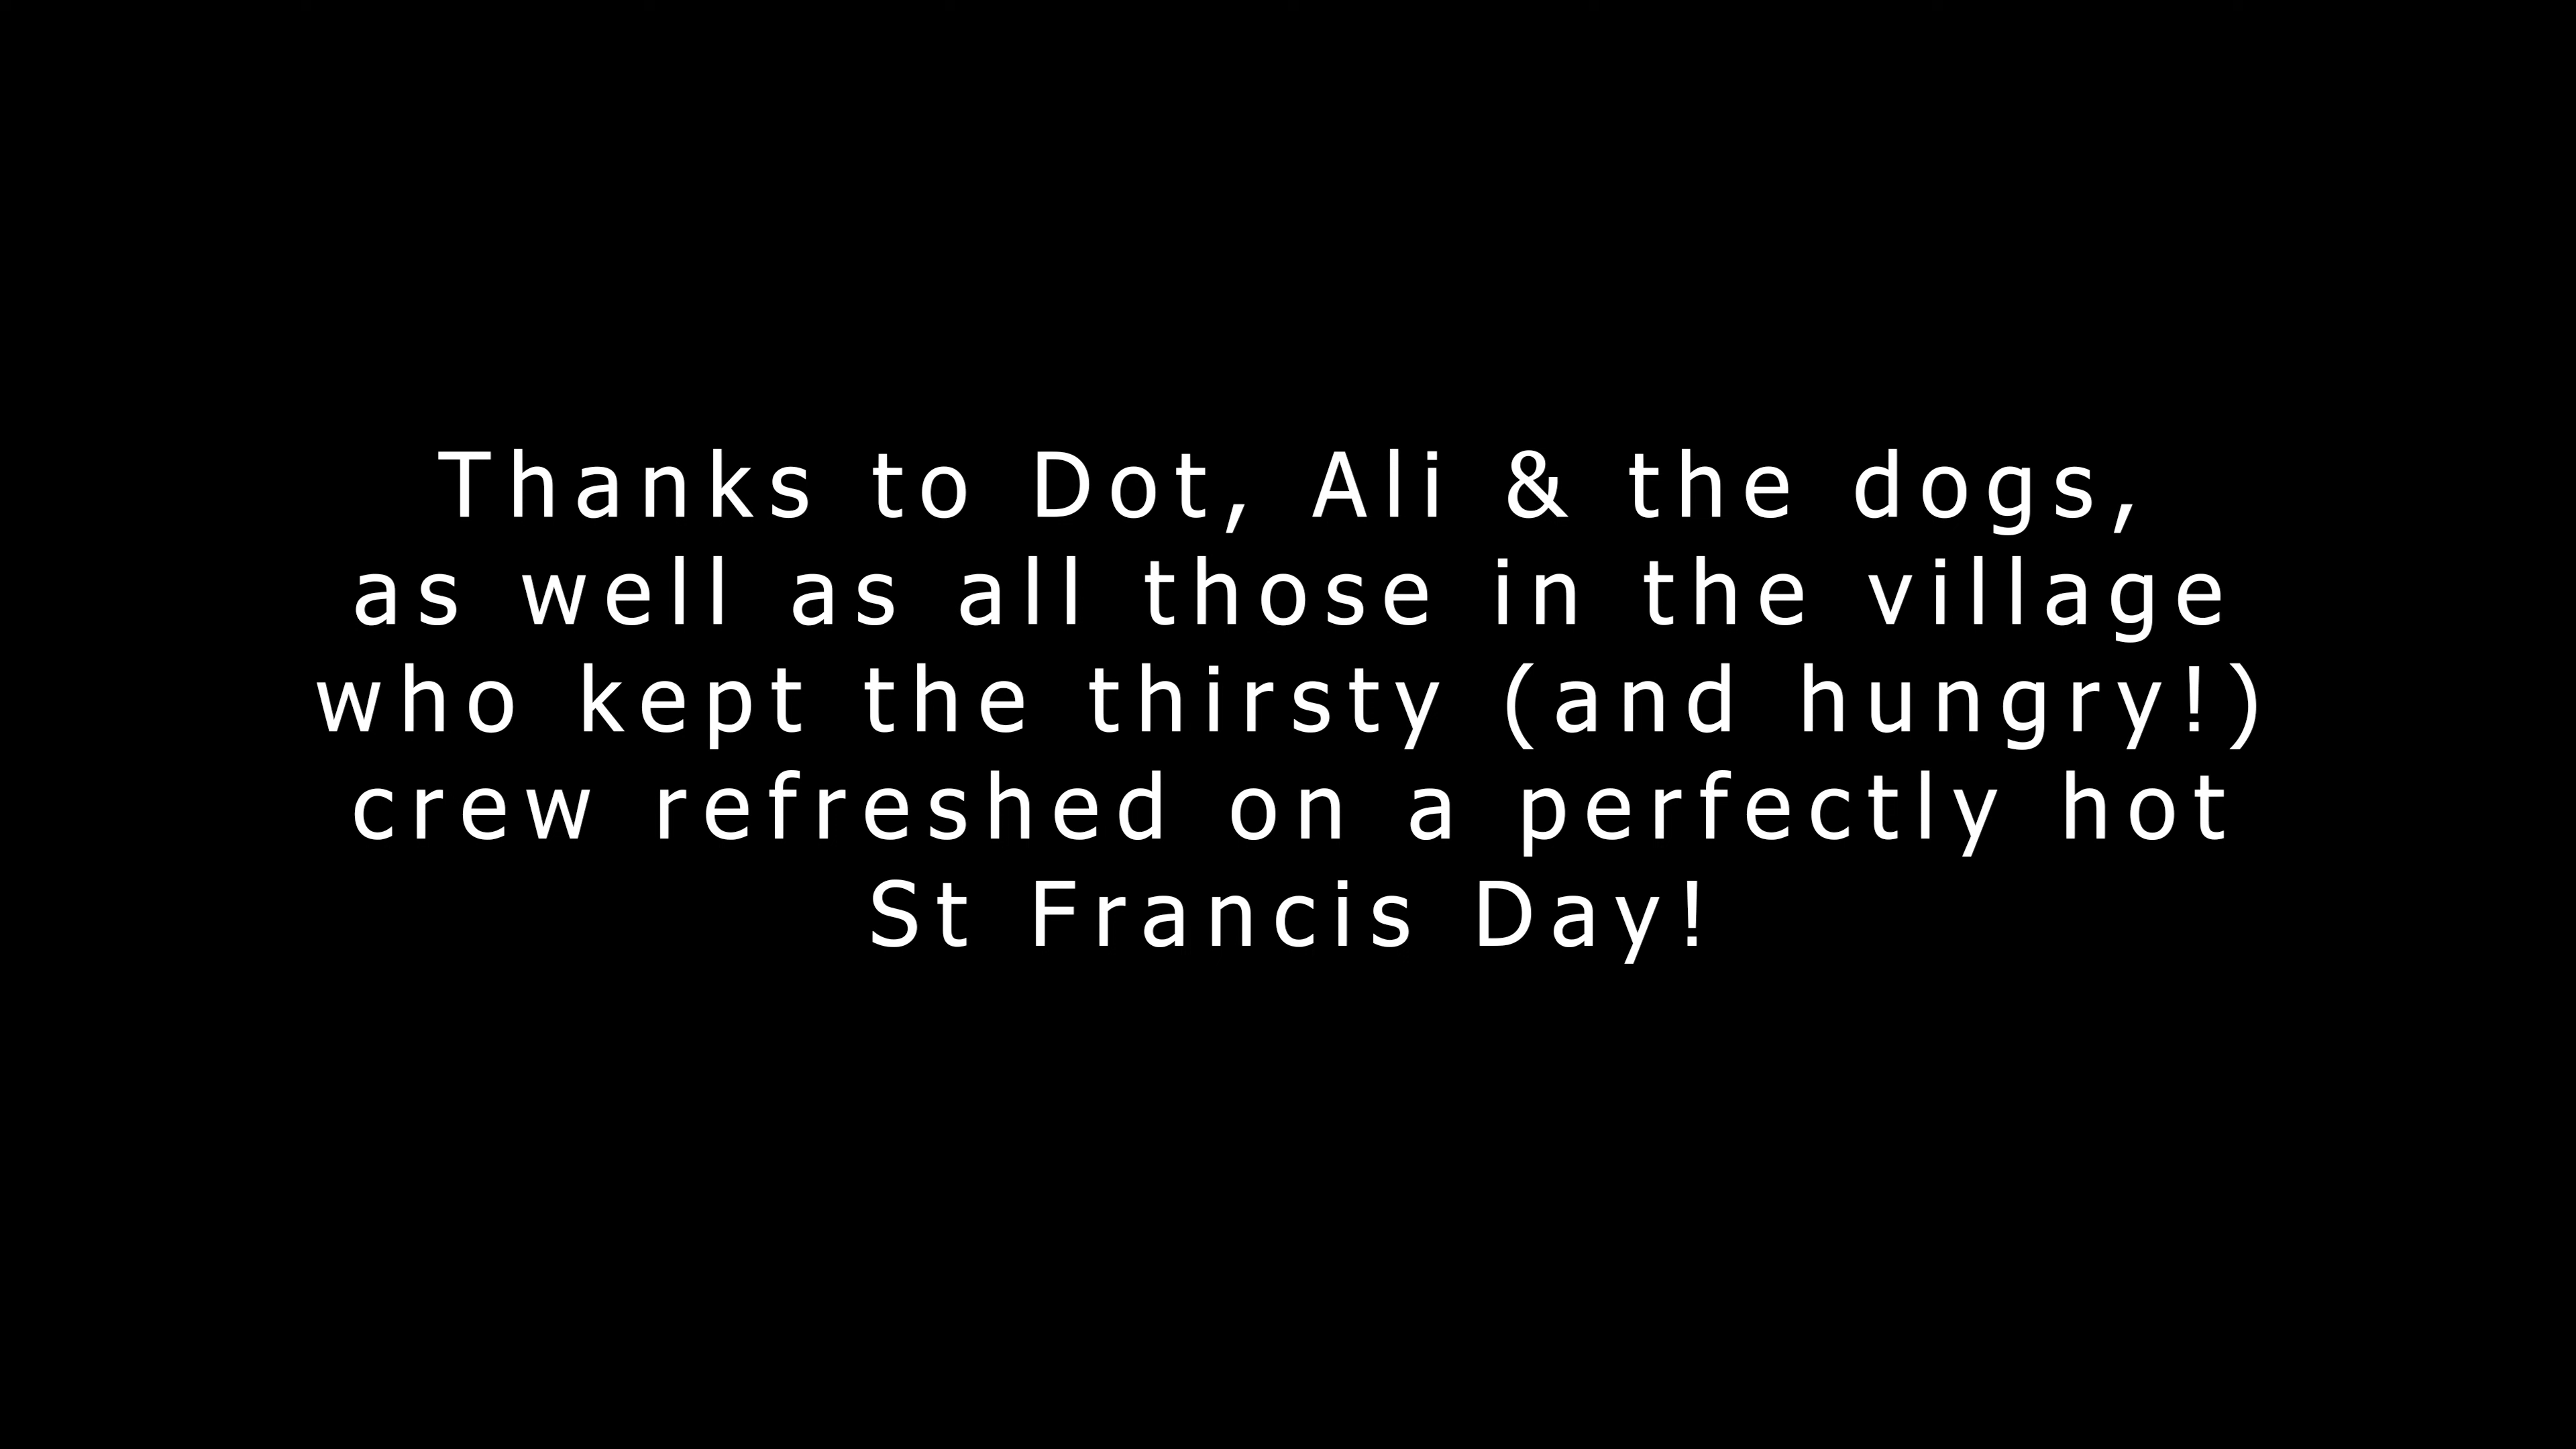 Thanks to Dot, Ali & the dogs,
as well as all those in the village
who kept the thirsty (and hungry!)
crew refreshed on a perfectly hot
St Francis Day!